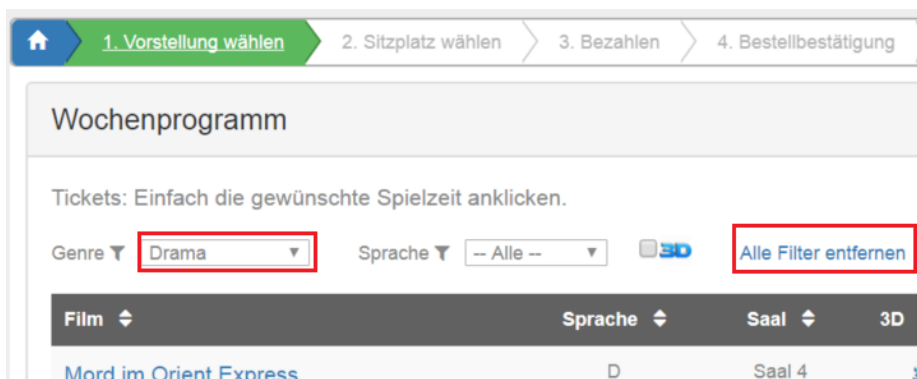 1. Vorstellung wählen 2. Sitzplatz wählen 3. Bezahlen 4. Bestellbestätigung
Wochenprogramm
Tickets: Einfach die gewünschte Spielzeit anklicken.
Genre Drama Sprache -- Alle -- 3D Alle Filter entfernen
Film Sprache Saal 3D
Mord im Orient Express D Saal 4